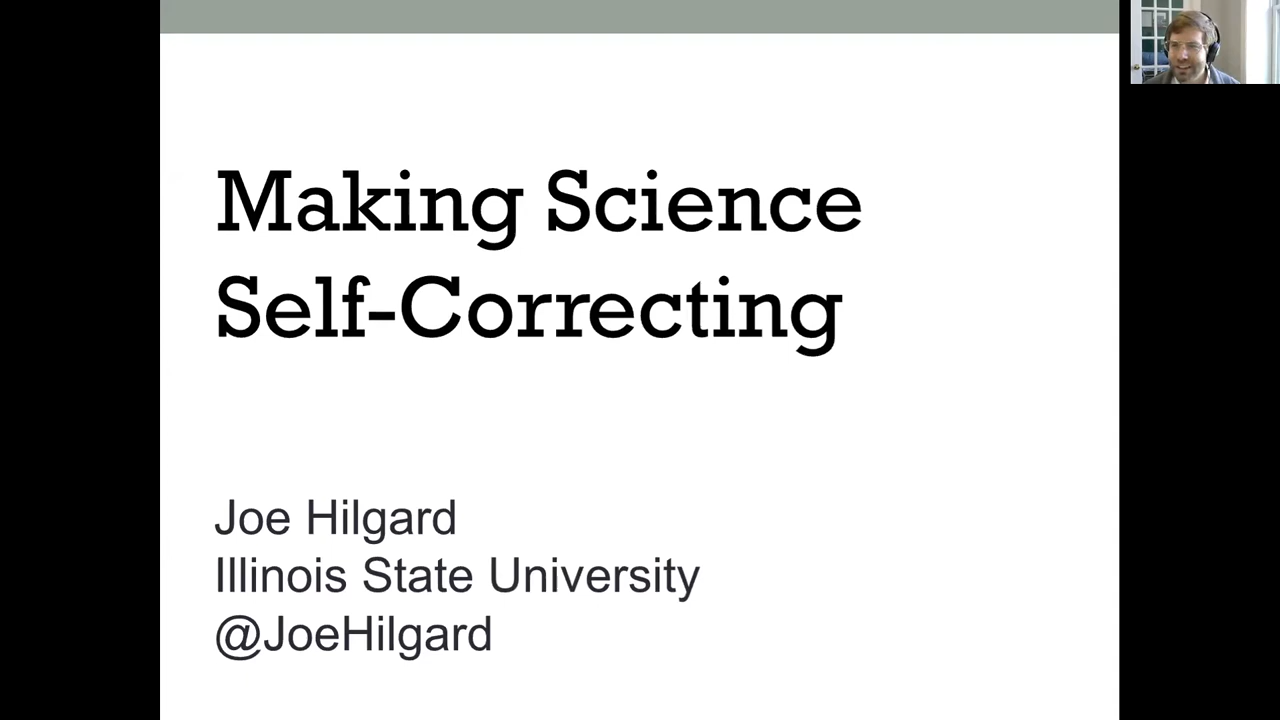 Making Science
Self-Correcting
Joe Hilgard
Illinois State University
@JoeHilgard